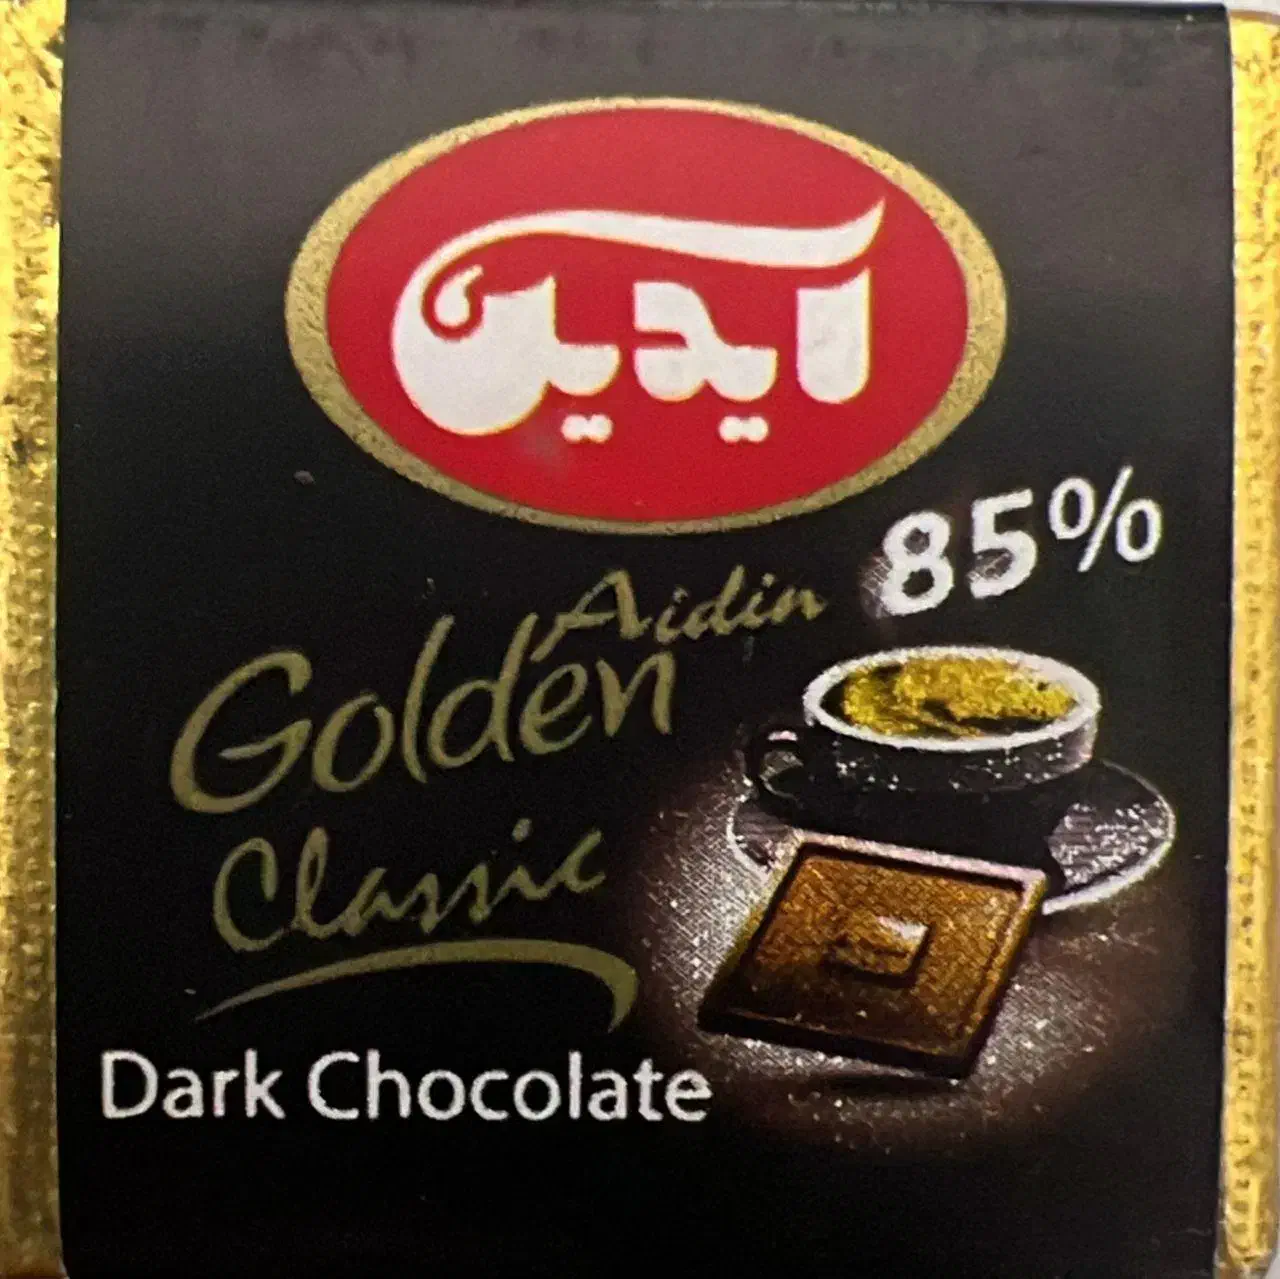 آیدین
85%
Aidin
Golden
Classic
Dark Chocolate